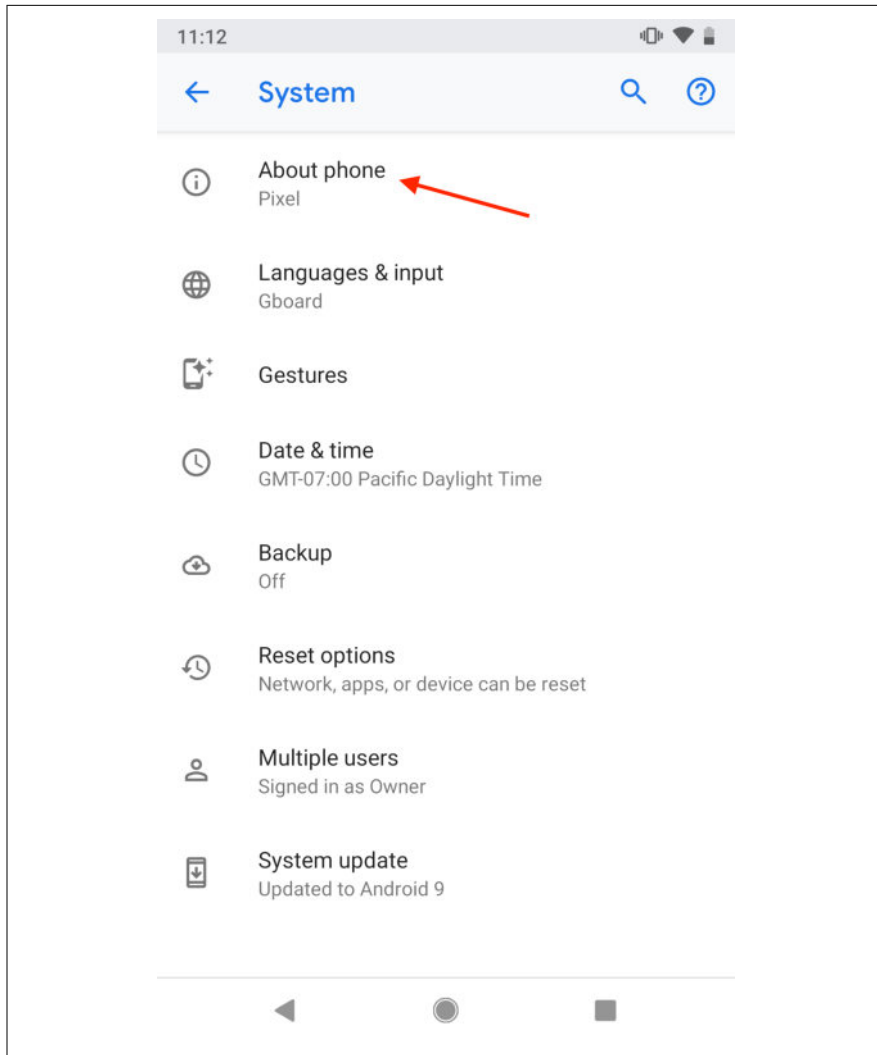 11:12
System
About phone
Pixel
Languages & input
Gboard
Gestures
Date & time
GMT-07:00 Pacific Daylight Time
Backup
Off
Reset options
Network, apps, or device can be reset
Multiple users
Signed in as Owner
System update
Updated to Android 9